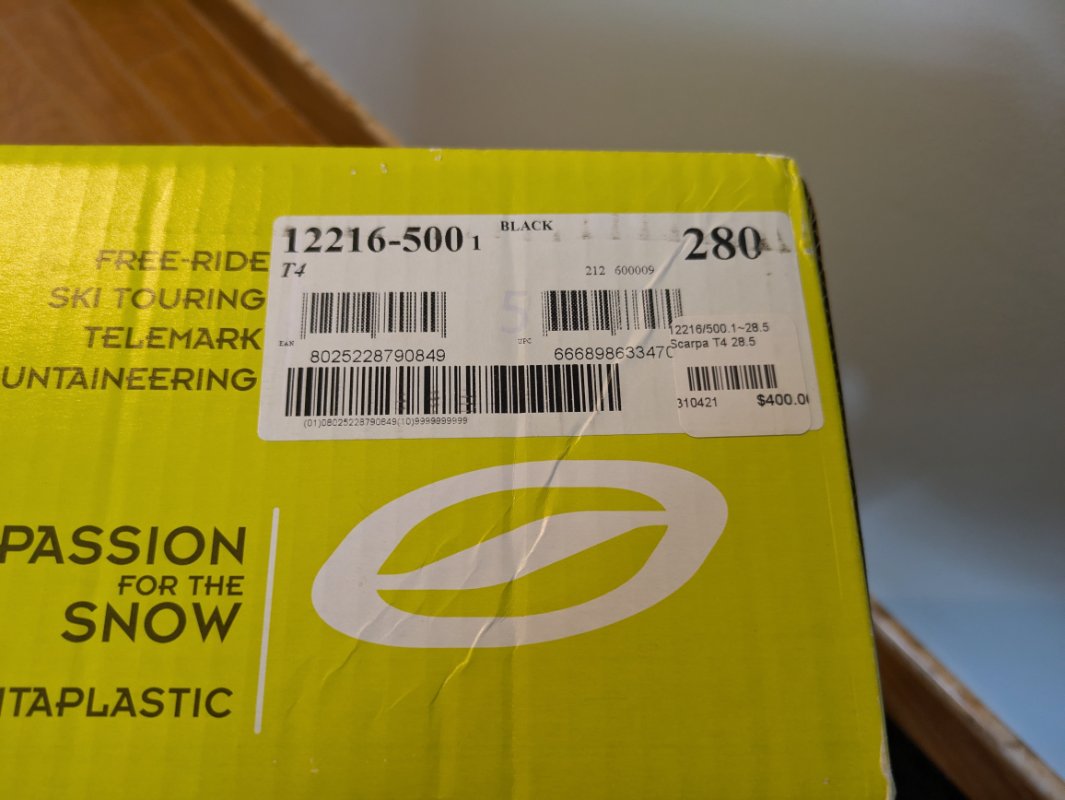 FREE-RIDE
SKI TOURING
TELEMARK
UNTAINEERING
12216-500 1
BLACK
280
T4
212 600009
5
EAN
8025228790849
UPC
66689863347
(01)08025228790849(10)9999999999
12216/500.1~28.5
Scarpa T4 28.5
310421
$400.0
PASSION
FOR THE
SNOW
ITAPLASTIC